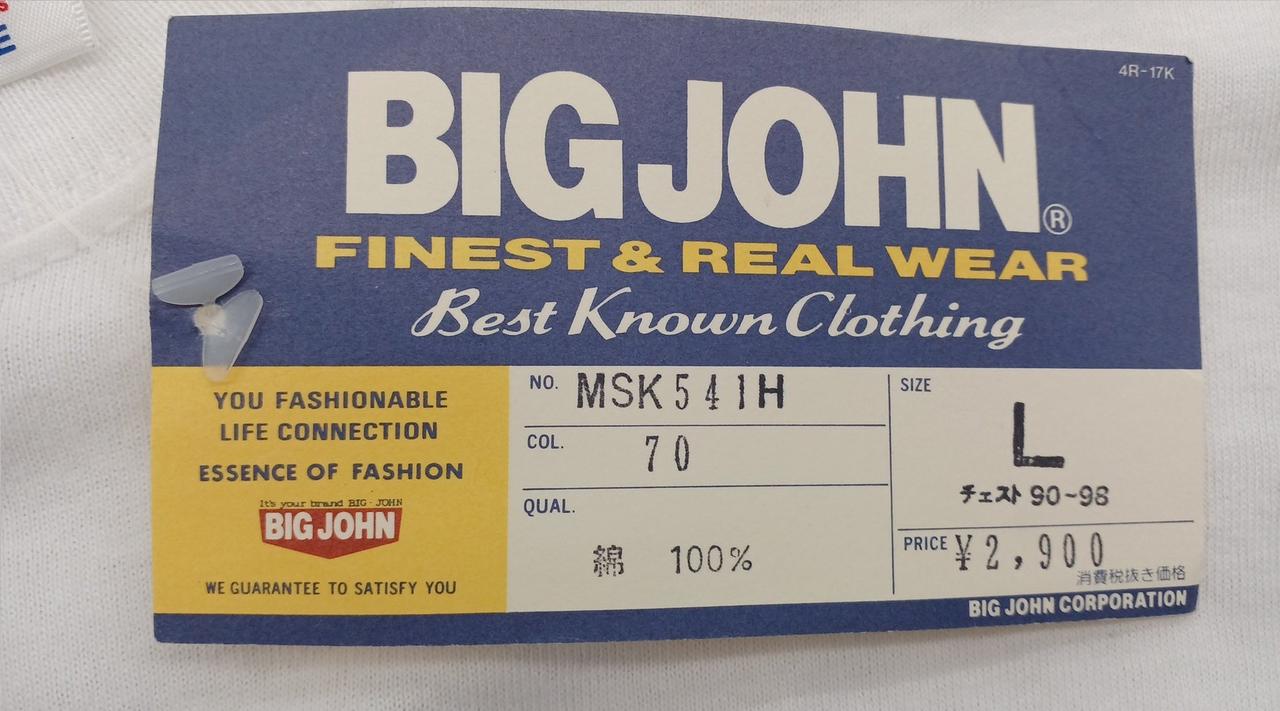 4R-17K
BIG JOHN®
FINEST & REAL WEAR
Best Known Clothing
YOU FASHIONABLE
LIFE CONNECTION
ESSENCE OF FASHION
It's your brand BIG-JOHN
BIG JOHN
WE GUARANTEE TO SATISFY YOU
NO. MSK541H
COL. 70
QUAL.
綿 100%
SIZE
L
チェスト 90~98
PRICE ¥2,900
消費税抜き価格
BIG JOHN CORPORATION